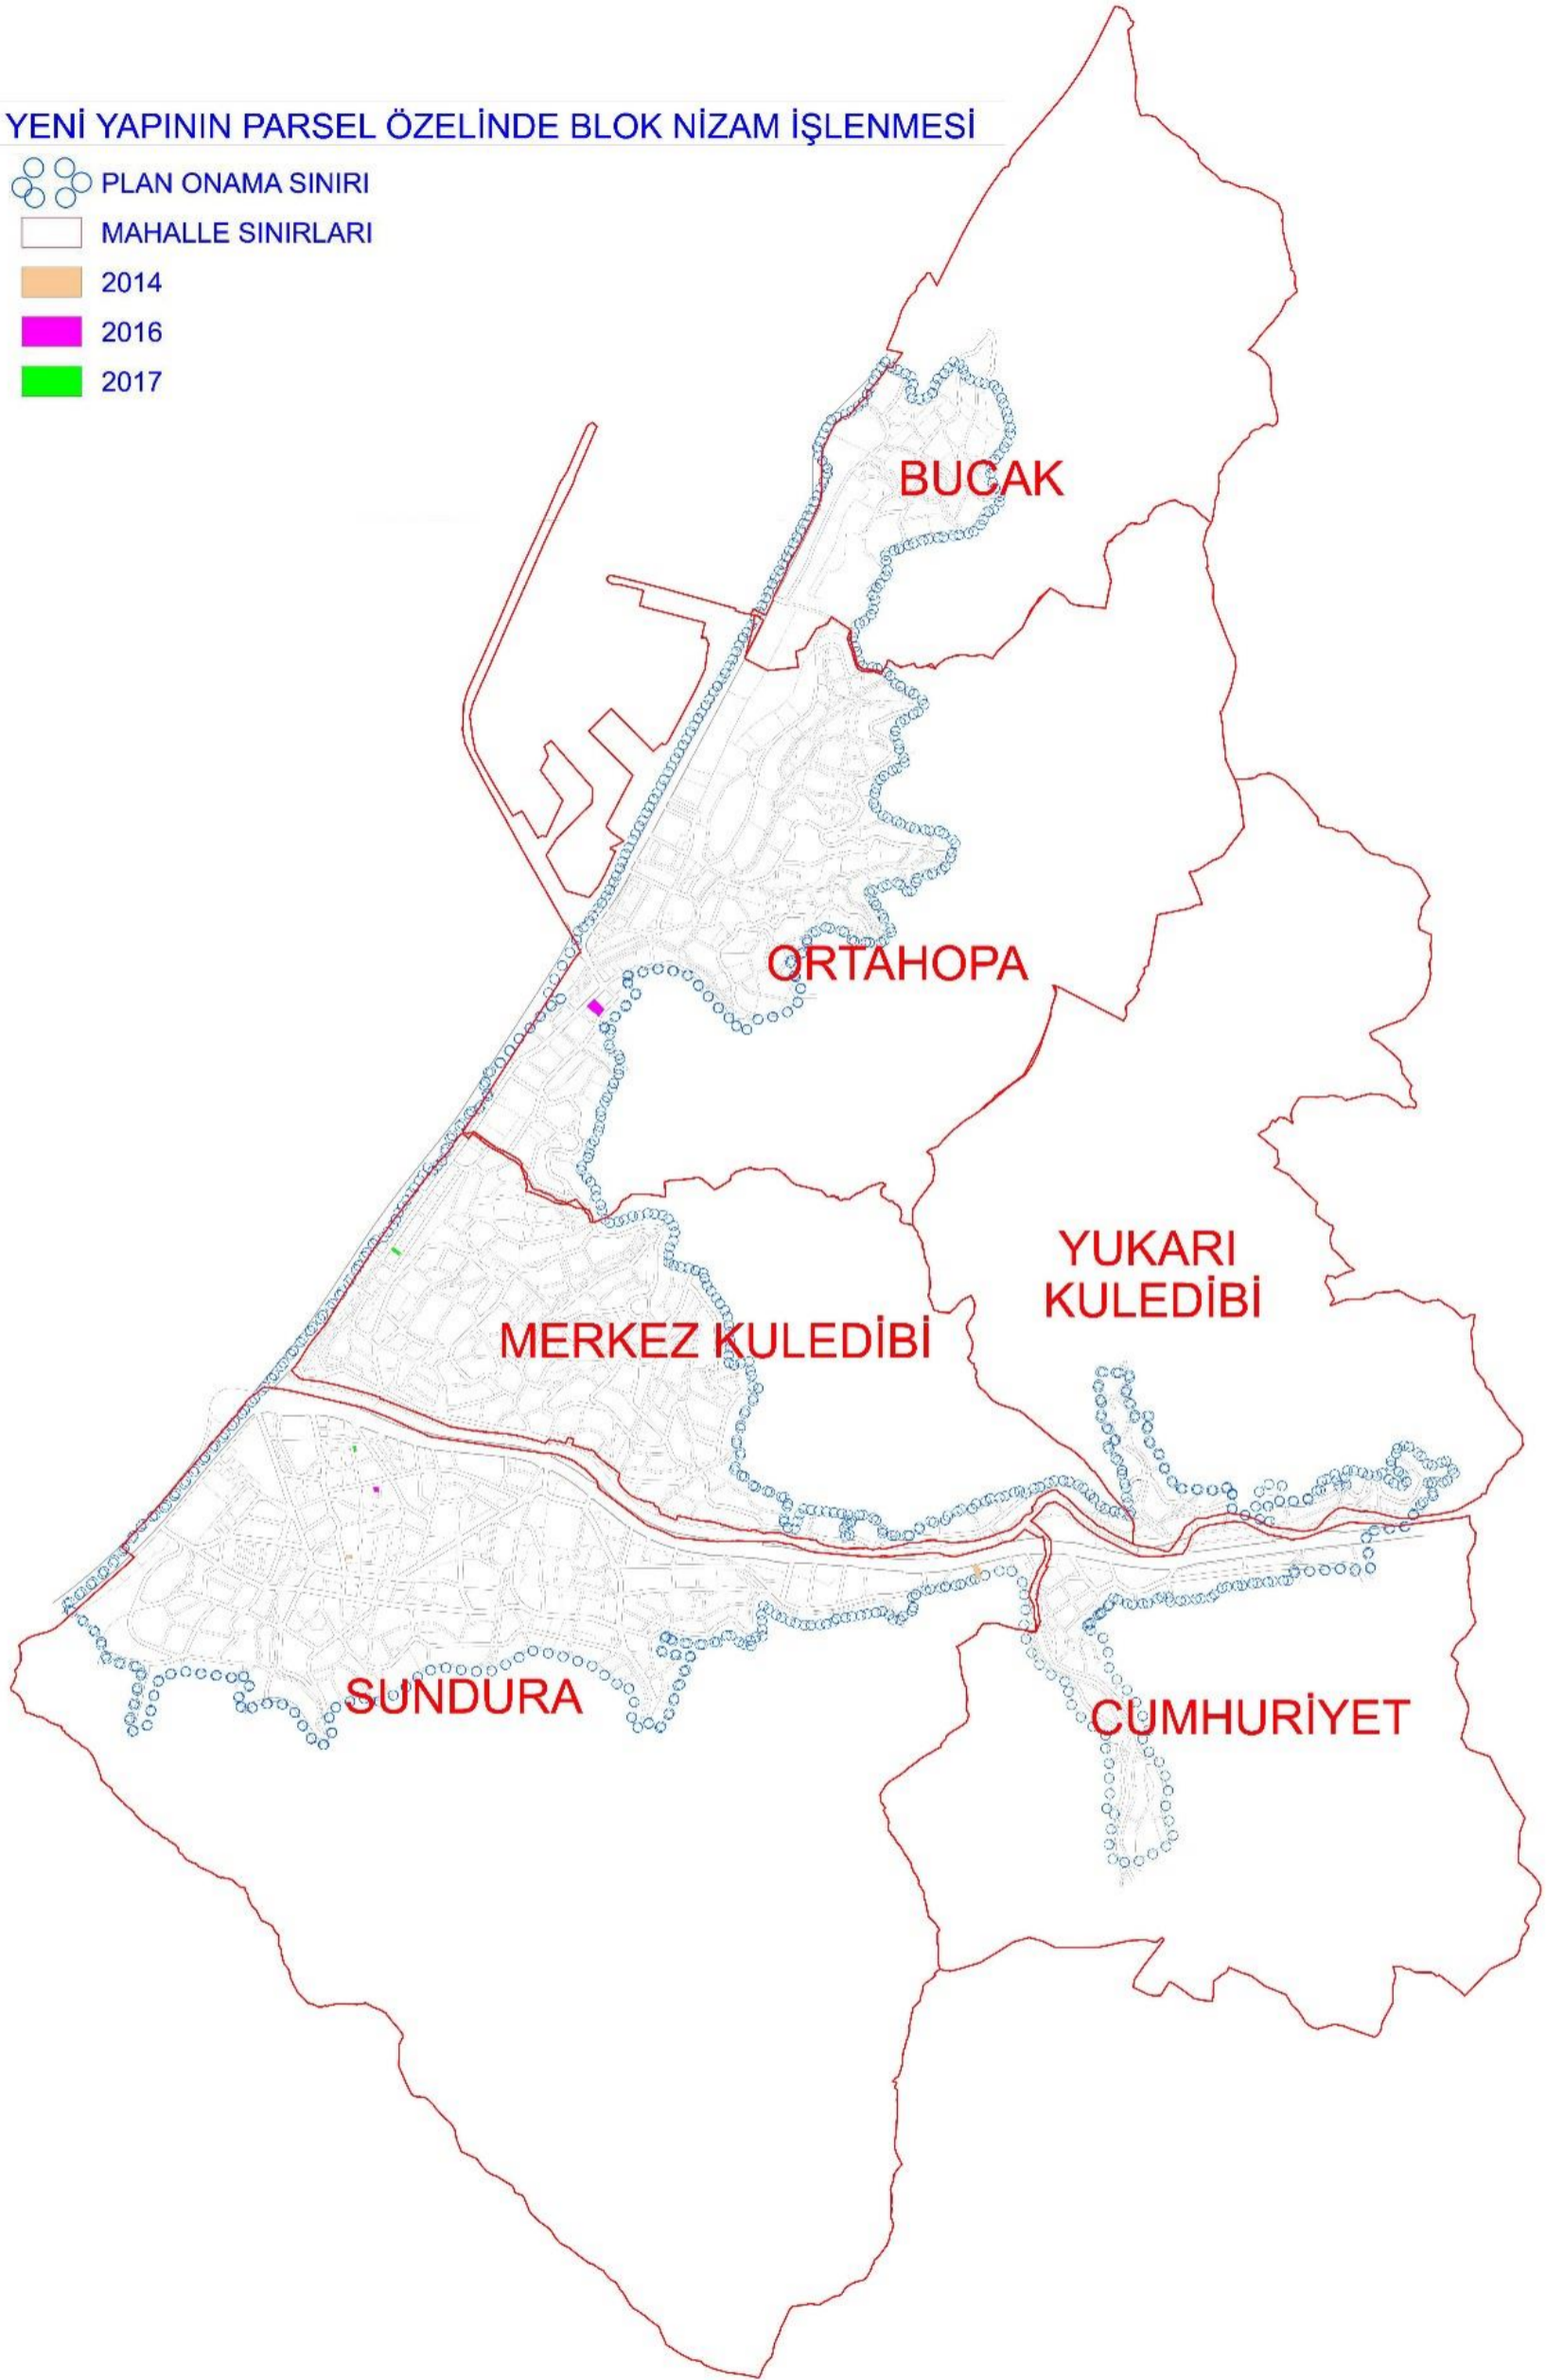 YENİ YAPININ PARSEL ÖZELİNDE BLOK NİZAM İŞLENMESİ
PLAN ONAMA SINIRI
MAHALLE SINIRLARI
2014
2016
2017
BUCAK
ORTAHOPA
YUKARI
KULEDİBİ
MERKEZ KULEDİBİ
SUNDURA
CUMHURİYET